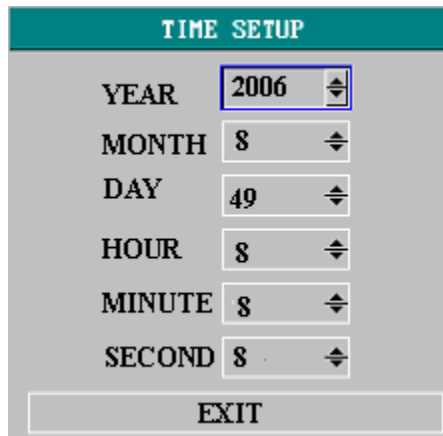 TIME SETUP
YEAR 2006
MONTH 8
DAY 49
HOUR 8
MINUTE 8
SECOND 8
EXIT